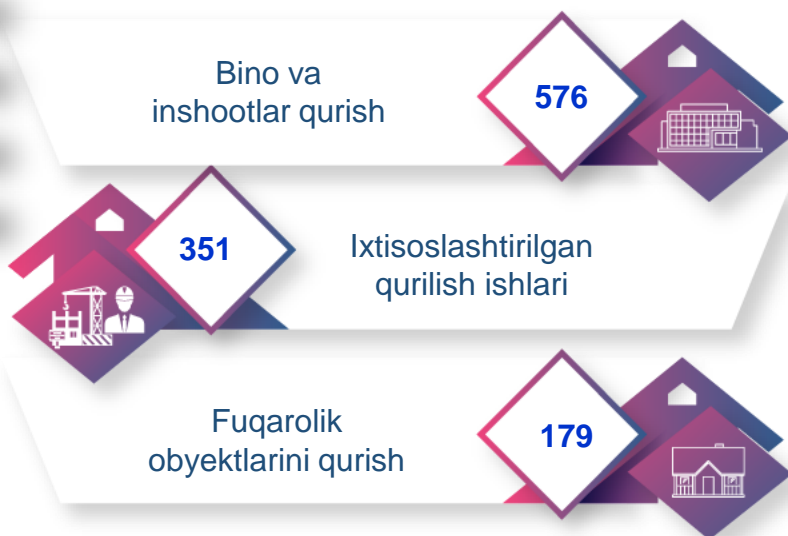 Bino va
inshootlar qurish
576
351
Ixtisoslashtirilgan
qurilish ishlari
Fuqarolik
obyektlarini qurish
179